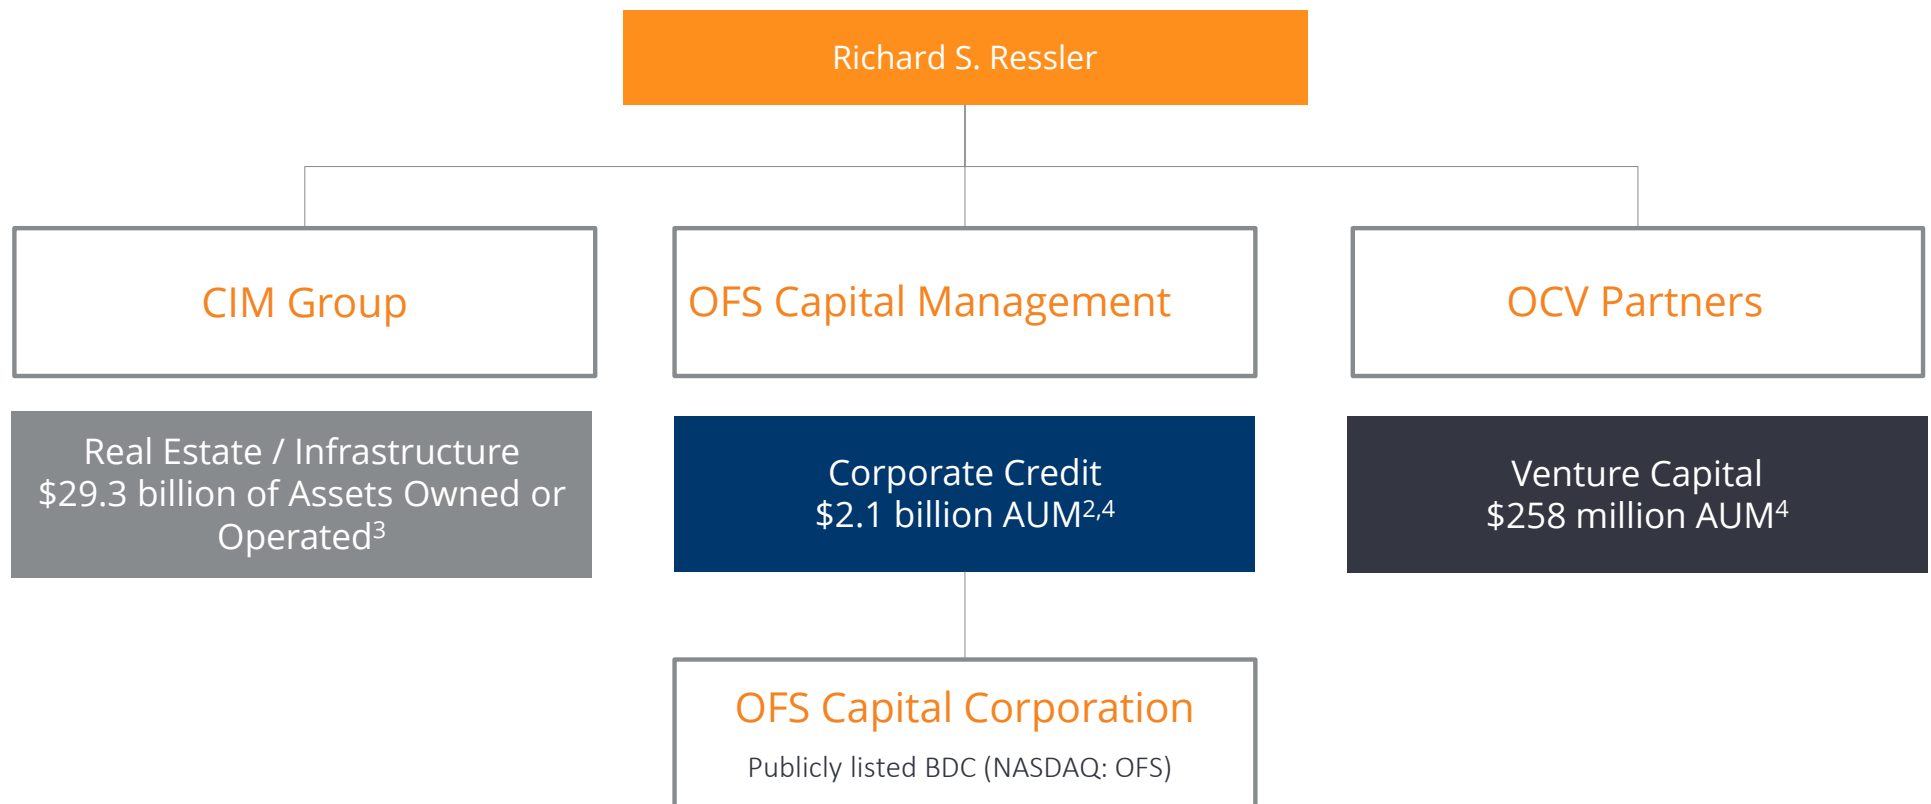 Richard S. Ressler
CIM Group
OFS Capital Management
OCV Partners
Real Estate / Infrastructure
$29.3 billion of Assets Owned or
Operated³
Corporate Credit
$2.1 billion AUM²,⁴
Venture Capital
$258 million AUM⁴
OFS Capital Corporation
Publicly listed BDC (NASDAQ: OFS)